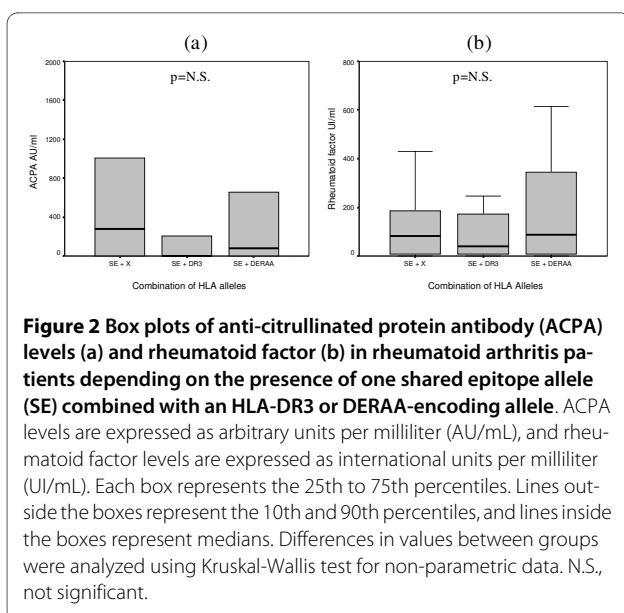 (a) (b)
p=N.S. p=N.S.
2000
1600
1200
800
400
0
ACPA AU/ml
SE + X SE + DR3 SE + DERAA
Combination of HLA alleles
800
600
400
200
0
Rheumatoid factor UI/ml
SE + X SE + DR3 SE + DERAA
Combination of HLA Alleles
Figure 2 Box plots of anti-citrullinated protein antibody (ACPA)
levels (a) and rheumatoid factor (b) in rheumatoid arthritis pa-
tients depending on the presence of one shared epitope allele
(SE) combined with an HLA-DR3 or DERAA-encoding allele. ACPA
levels are expressed as arbitrary units per milliliter (AU/mL), and rheu-
matoid factor levels are expressed as international units per milliliter
(UI/mL). Each box represents the 25th to 75th percentiles. Lines out-
side the boxes represent the 10th and 90th percentiles, and lines inside
the boxes represent medians. Differences in values between groups
were analyzed using Kruskal-Wallis test for non-parametric data. N.S.,
not significant.